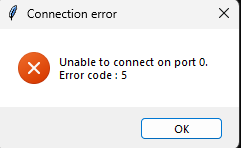 Connection error
Unable to connect on port 0.
Error code : 5
OK